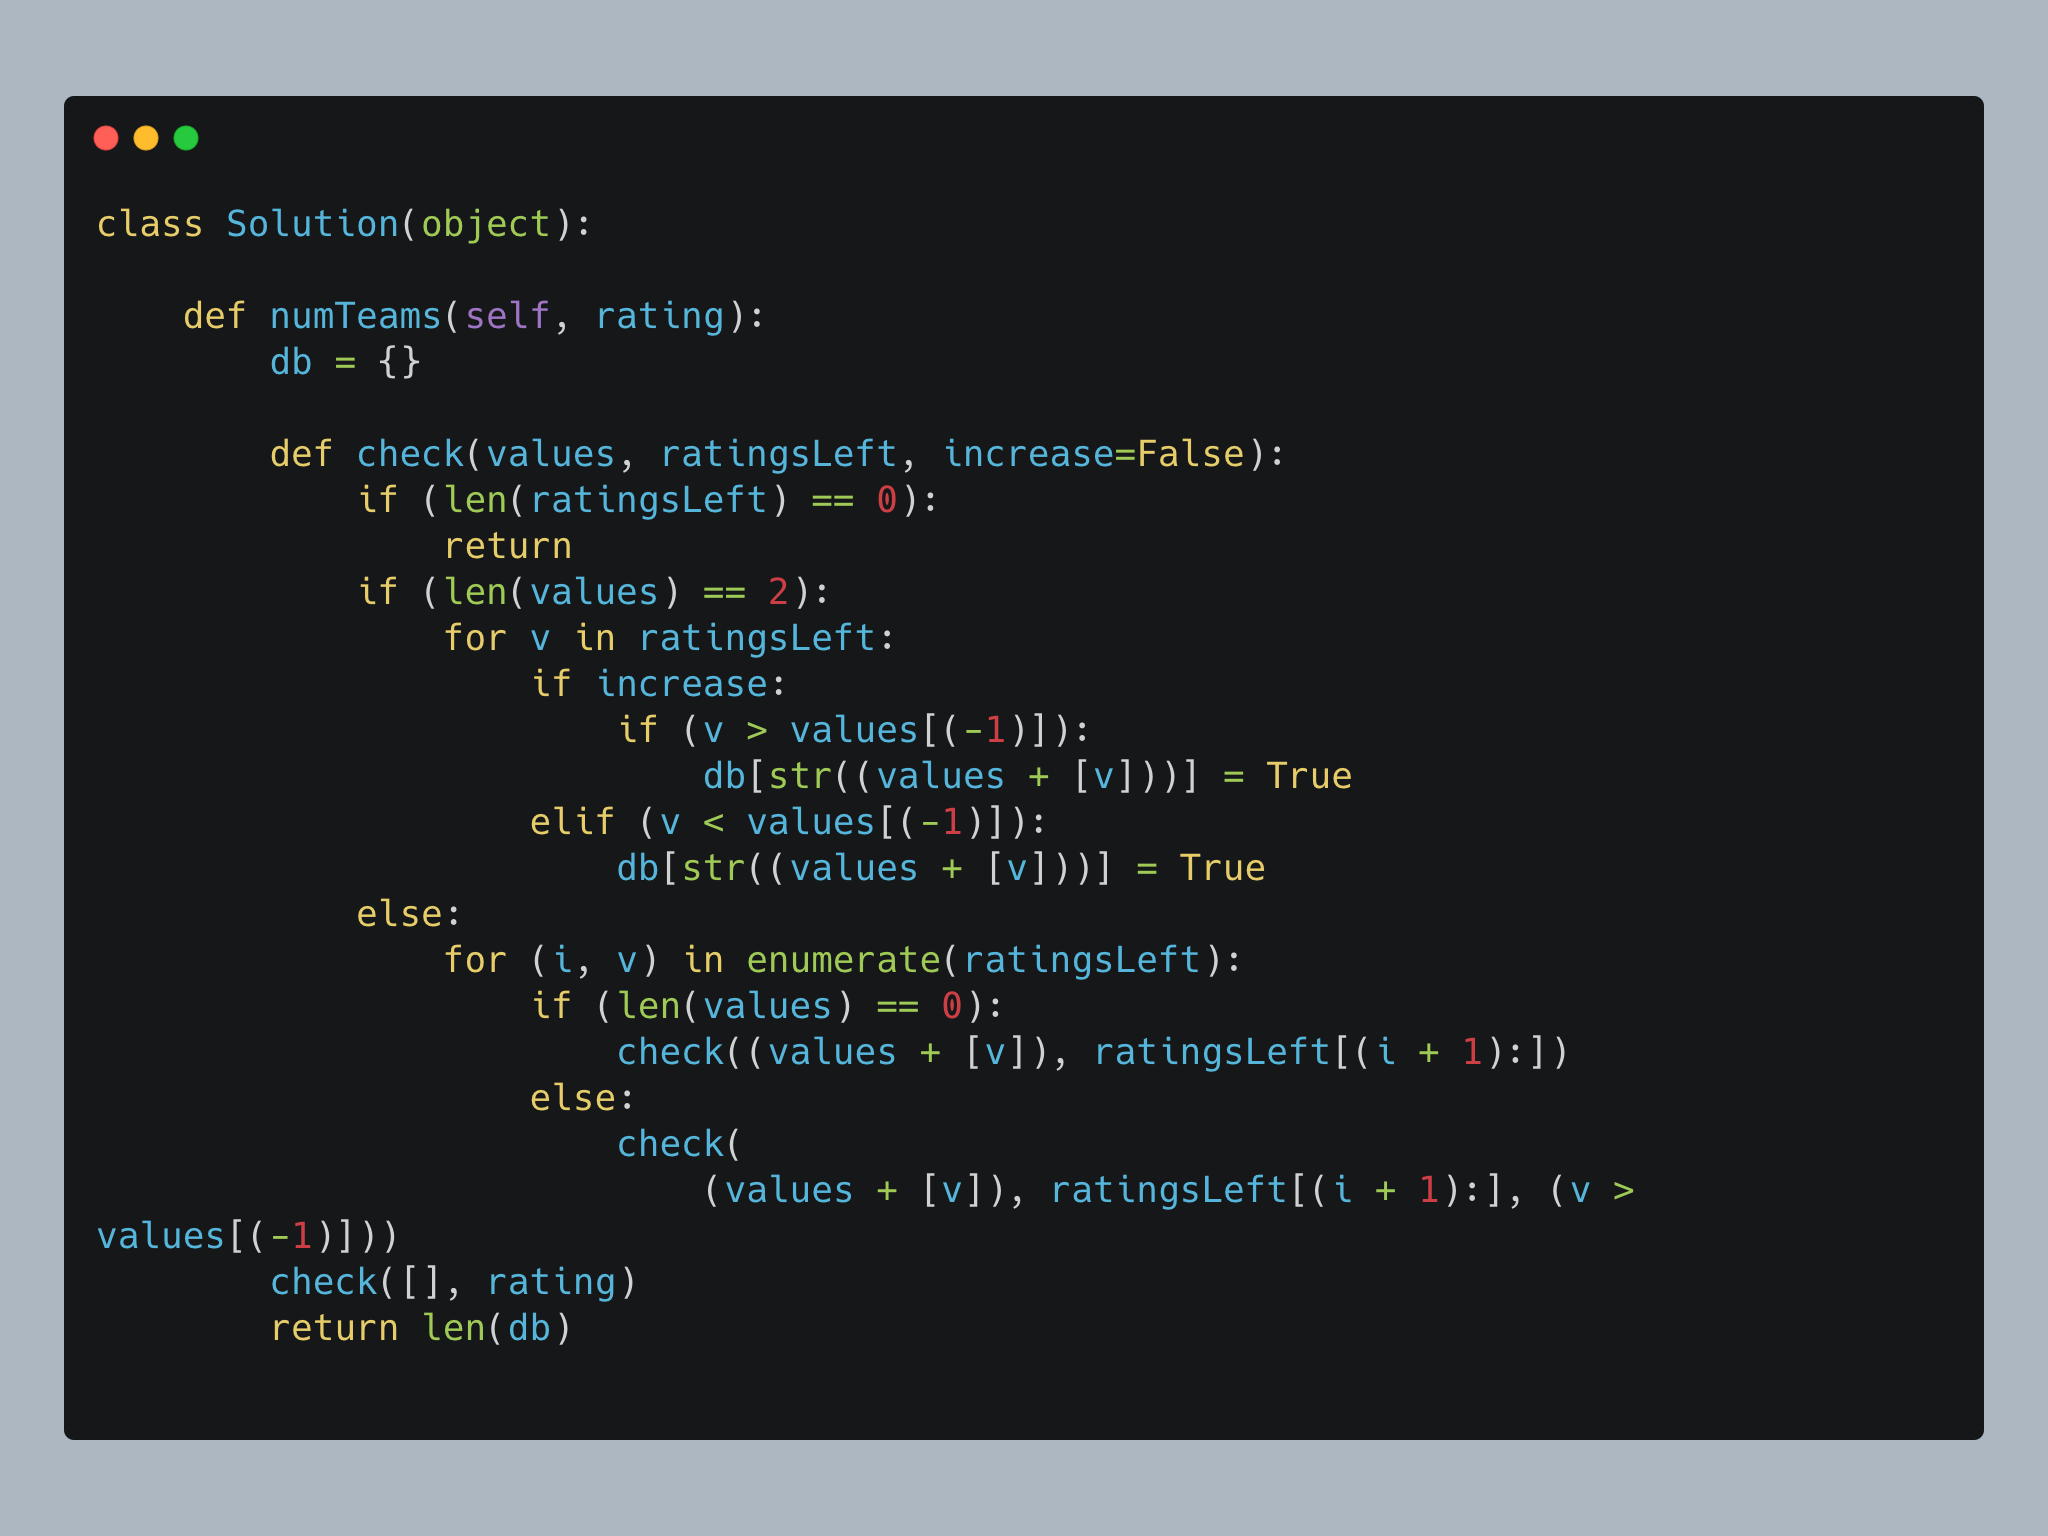 class Solution(object):

    def numTeams(self, rating):
        db = {}

        def check(values, ratingsLeft, increase=False):
            if (len(ratingsLeft) == 0):
                return
            if (len(values) == 2):
                for v in ratingsLeft:
                    if increase:
                        if (v > values[(-1)]):
                            db[str((values + [v]))] = True
                    elif (v < values[(-1)]):
                        db[str((values + [v]))] = True
            else:
                for (i, v) in enumerate(ratingsLeft):
                    if (len(values) == 0):
                        check((values + [v]), ratingsLeft[(i + 1):])
                    else:
                        check(
                            (values + [v]), ratingsLeft[(i + 1):], (v >
values[(-1)]))
        check([], rating)
        return len(db)